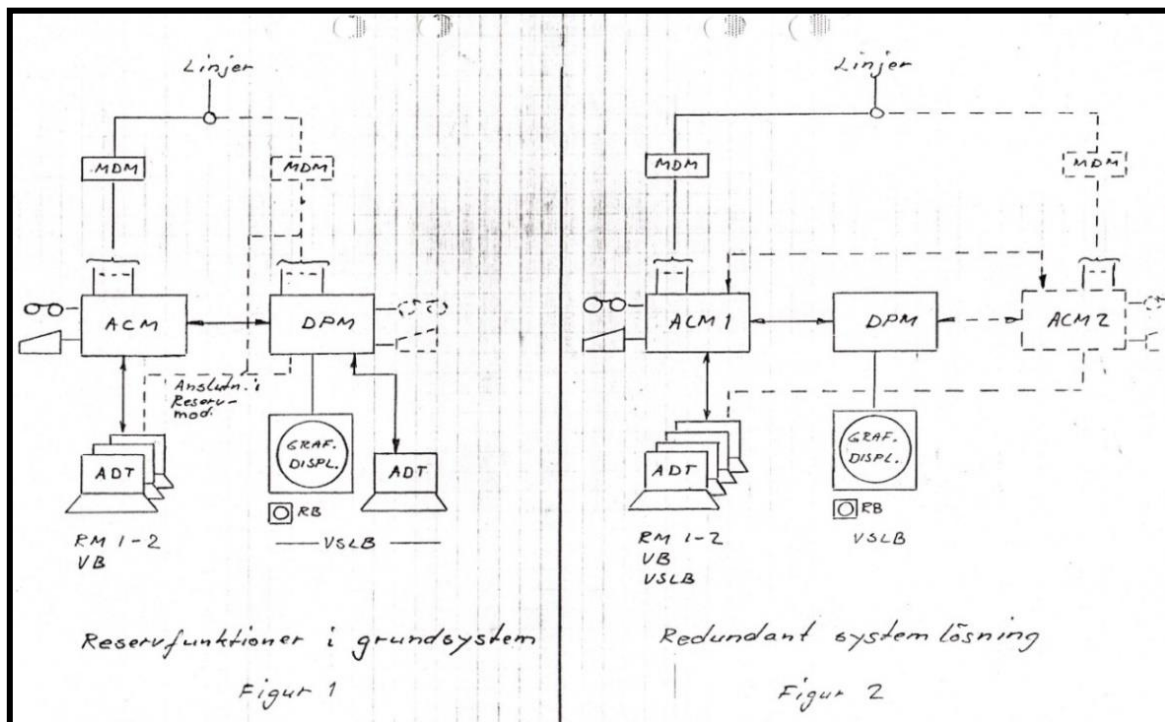 Linjer
MDM
MDM
ACM
DPM
Anslutn. i
Reserv-
mod.
ADT
GRAF.
DISPL.
ADT
RB
RM 1-2
VB
VSLB
Reservfunktioner i grundsystem
Figur 1
Linjer
MDM
MDM
ACM 1
DPM
ACM 2
ADT
GRAF.
DISPL.
RB
RM 1-2
VB
VSLB
VSLB
Redundant systemlösning
Figur 2